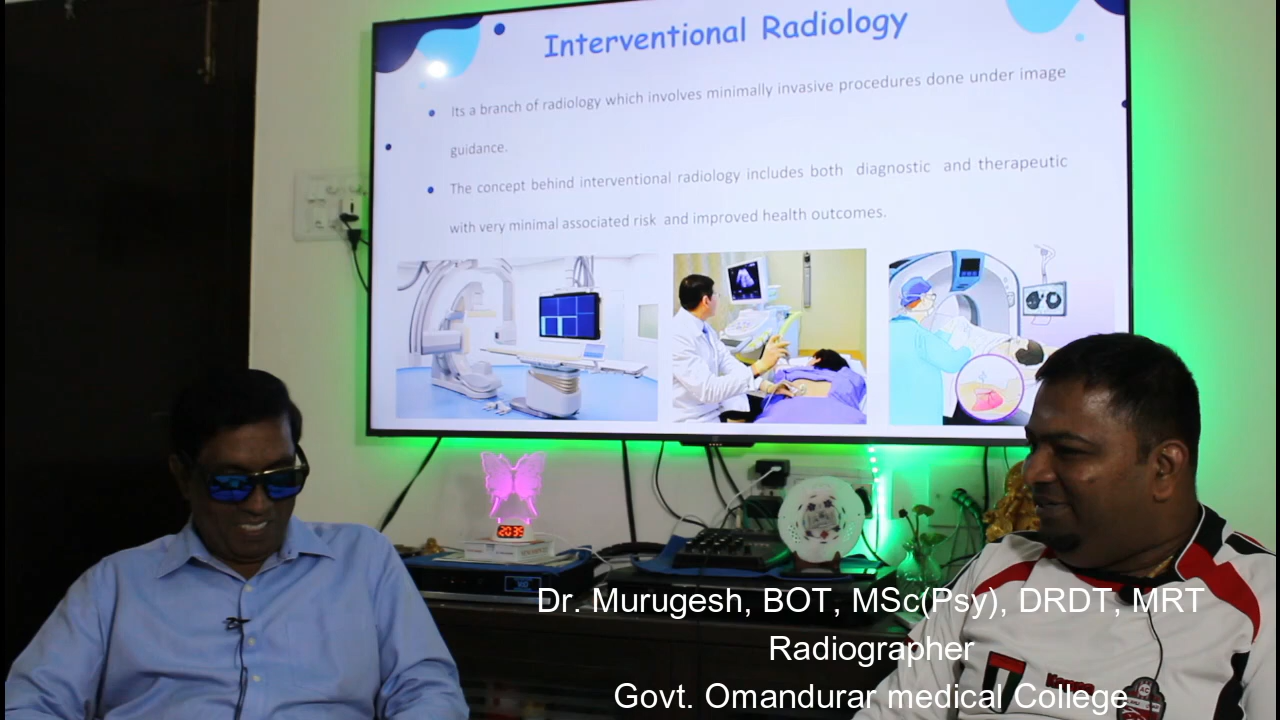 Interventional Radiology
Its a branch of radiology which involves minimally invasive procedures done under image
guidance.
The concept behind interventional radiology includes both diagnostic and therapeutic
with very minimal associated risk and improved health outcomes.
20:35
Dr. Murugesh, BOT, MSc(Psy), DRDT, MRT
Radiographer
Govt. Omandurar medical College